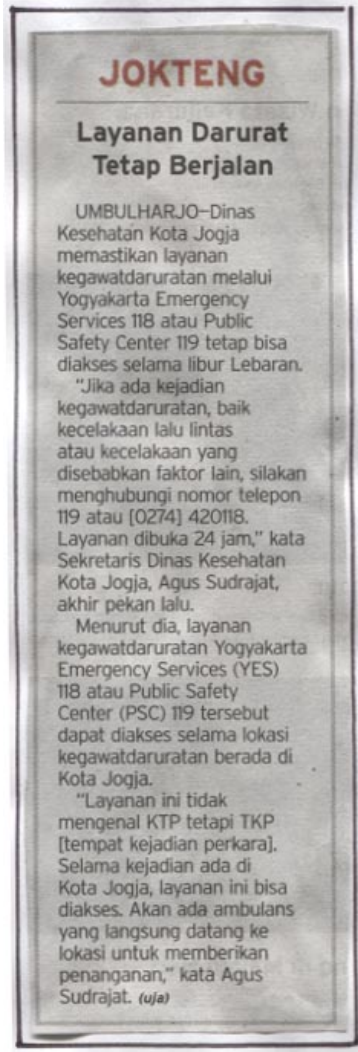 JOKTENG
Layanan Darurat
Tetap Berjalan
UMBULHARJO—Dinas
Kesehatan Kota Jogja
memastikan layanan
kegawatdaruratan melalui
Yogyakarta Emergency
Services 118 atau Public
Safety Center 119 tetap bisa
diakses selama libur Lebaran.
"Jika ada kejadian
kegawatdaruratan, baik
kecelakaan lalu lintas
atau kecelakaan yang
disebabkan faktor lain, silakan
menghubungi nomor telepon
119 atau [0274] 420118.
Layanan dibuka 24 jam," kata
Sekretaris Dinas Kesehatan
Kota Jogja, Agus Sudrajat,
akhir pekan lalu.
Menurut dia, layanan
kegawatdaruratan Yogyakarta
Emergency Services (YES)
118 atau Public Safety
Center (PSC) 119 tersebut
dapat diakses selama lokasi
kegawatdaruratan berada di
Kota Jogja.
"Layanan ini tidak
mengenal KTP tetapi TKP
[tempat kejadian perkara].
Selama kejadian ada di
Kota Jogja, layanan ini bisa
diakses. Akan ada ambulans
yang langsung datang ke
lokasi untuk memberikan
penanganan," kata Agus
Sudrajat. (uja)